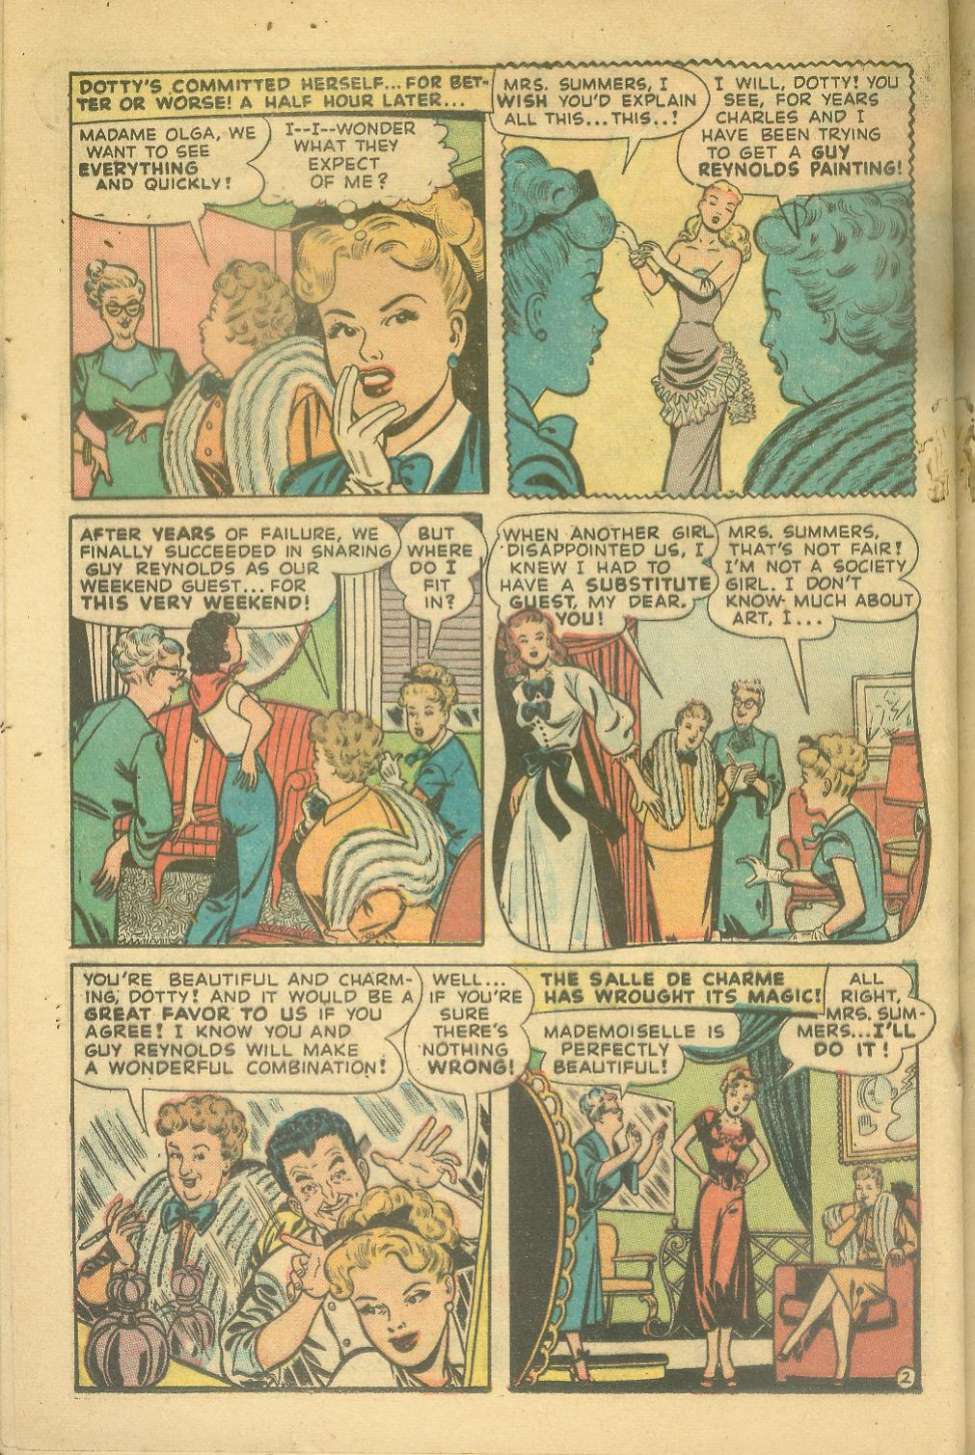 DOTTY'S COMMITTED HERSELF...FOR BET-
TER OR WORSE! A HALF HOUR LATER...
MADAME OLGA, WE
WANT TO SEE
EVERYTHING
AND QUICKLY!
I--I--WONDER
WHAT THEY
EXPECT
OF ME?
MRS. SUMMERS, I
WISH YOU'D EXPLAIN
ALL THIS...THIS..!
I WILL, DOTTY! YOU
SEE, FOR YEARS
CHARLES AND I
HAVE BEEN TRYING
TO GET A GUY
REYNOLDS PAINTING!
AFTER YEARS OF FAILURE, WE
FINALLY SUCCEEDED IN SNARING
GUY REYNOLDS AS OUR
WEEKEND GUEST...FOR
THIS VERY WEEKEND!
BUT
WHERE
DO I
FIT
IN?
WHEN ANOTHER GIRL
DISAPPOINTED US, I
KNEW I HAD TO
HAVE A SUBSTITUTE
GUEST, MY DEAR.
YOU!
MRS. SUMMERS,
THAT'S NOT FAIR!
I'M NOT A SOCIETY
GIRL. I DON'T
KNOW MUCH ABOUT
ART, I...
YOU'RE BEAUTIFUL AND CHARM-
ING, DOTTY! AND IT WOULD BE A
GREAT FAVOR TO US IF YOU
AGREE! I KNOW YOU AND
GUY REYNOLDS WILL MAKE
A WONDERFUL COMBINATION!
WELL...
IF YOU'RE
SURE
THERE'S
NOTHING
WRONG!
THE SALLE DE CHARME
HAS WROUGHT ITS MAGIC!
MADEMOISELLE IS
PERFECTLY
BEAUTIFUL!
ALL
RIGHT,
MRS. SUM-
MERS...I'LL
DO IT!
2